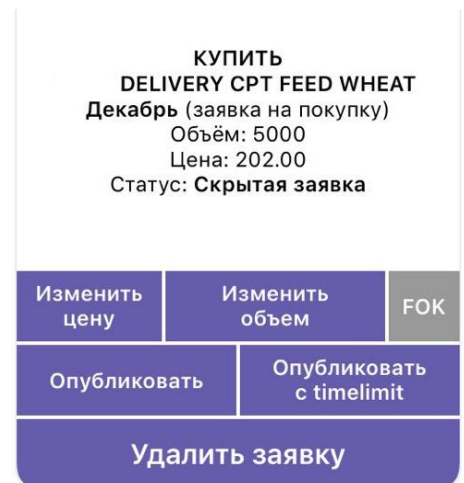 КУПИТЬ
DELIVERY CPT FEED WHEAT
Декабрь (заявка на покупку)
Объём: 5000
Цена: 202.00
Статус: Скрытая заявка
Изменить
цену
Изменить
объем
FOK
Опубликовать
Опубликовать
с timelimit
Удалить заявку